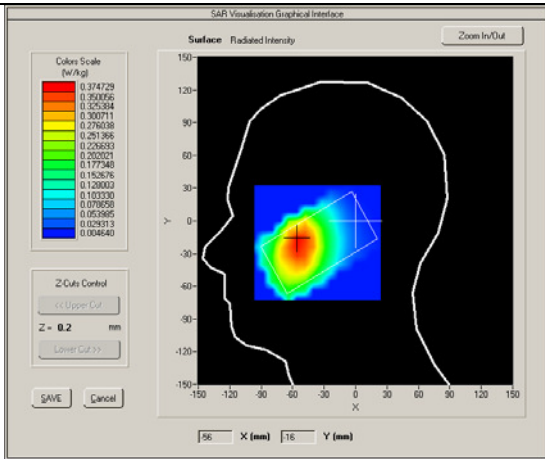 SAR Visualisation Graphical Interface
Surface Radiated Intensity
Zoom In/Out
Colors Scale
(W/kg)
0.374729
0.350056
0.325384
0.300711
0.276038
0.251366
0.226693
0.202021
0.177348
0.152676
0.128003
0.103330
0.078658
0.053985
0.029313
0.004640
150
120
90
60
30
0
-30
-60
-90
-120
-150
Y
-150 -120 -90 -60 -30 0 30 60 90 120 150
X
Z-Cuts Control
<< Upper Cut
Z = 0.2 mm
Lower Cut >>
SAVE Cancel
-56 X (mm) -16 Y (mm)